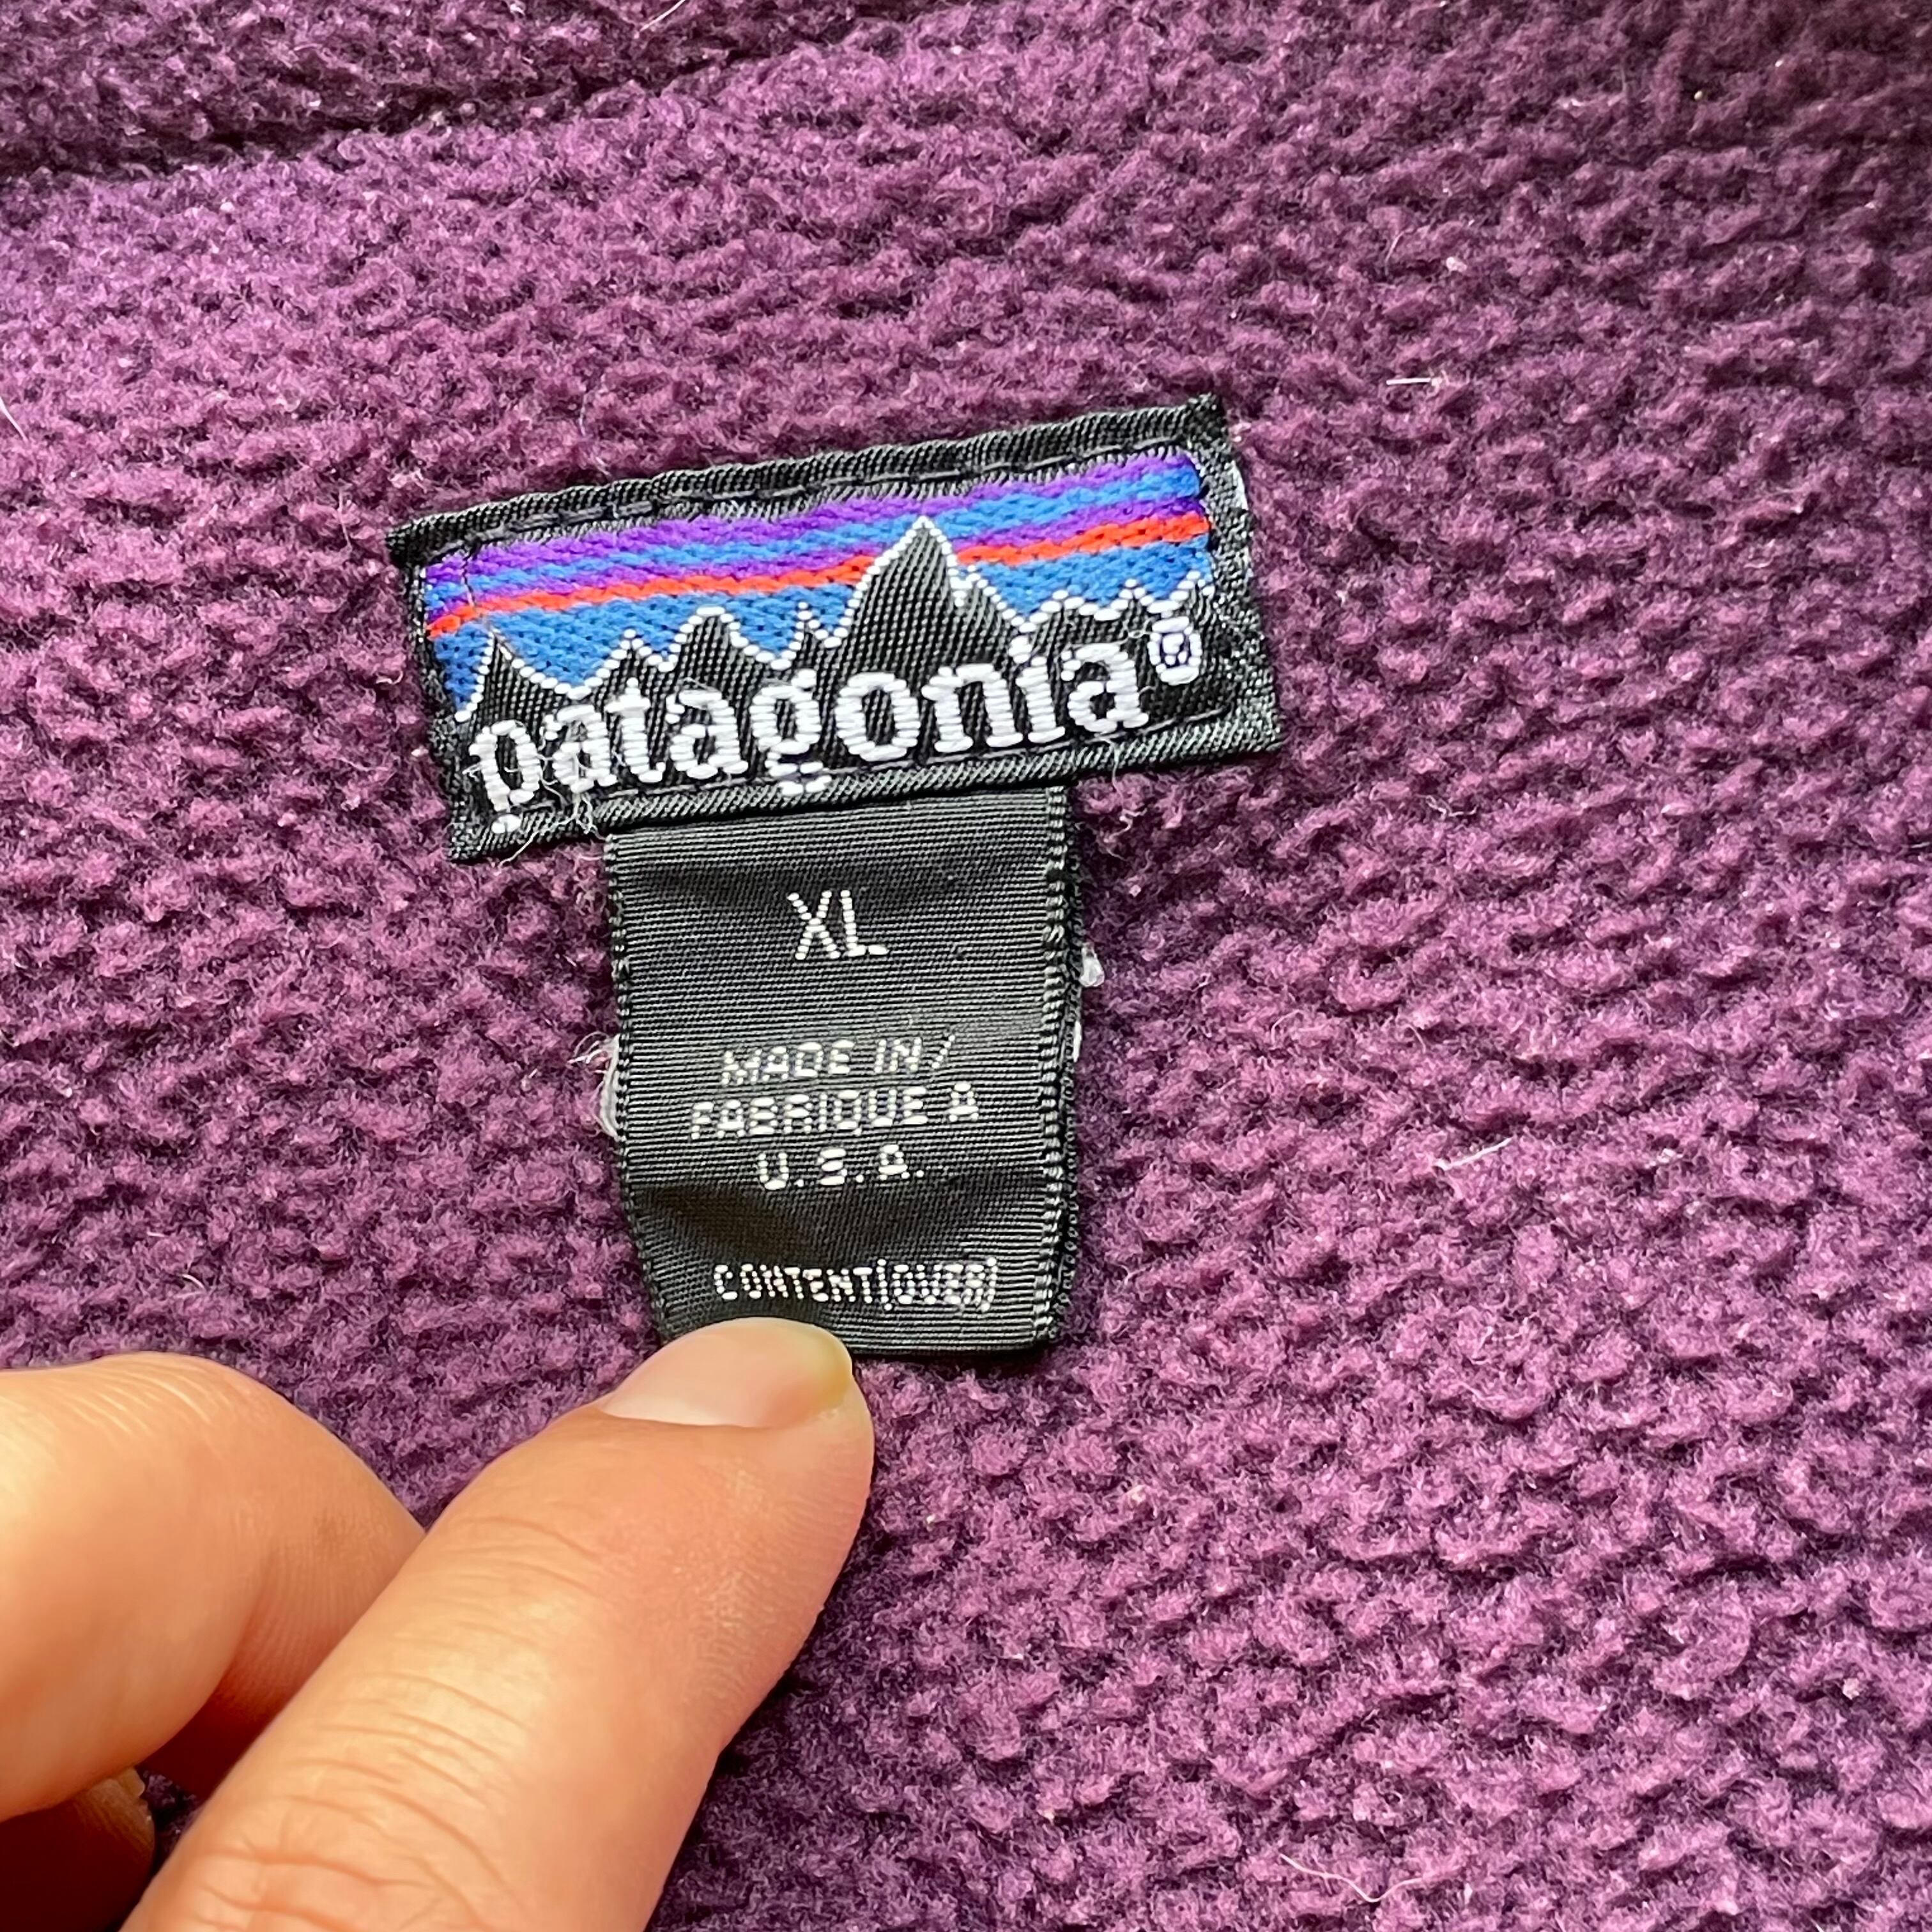 patagonia®
XL
MADE IN/
FABRIQUE A
U.S.A.
CONTENT(OVER)